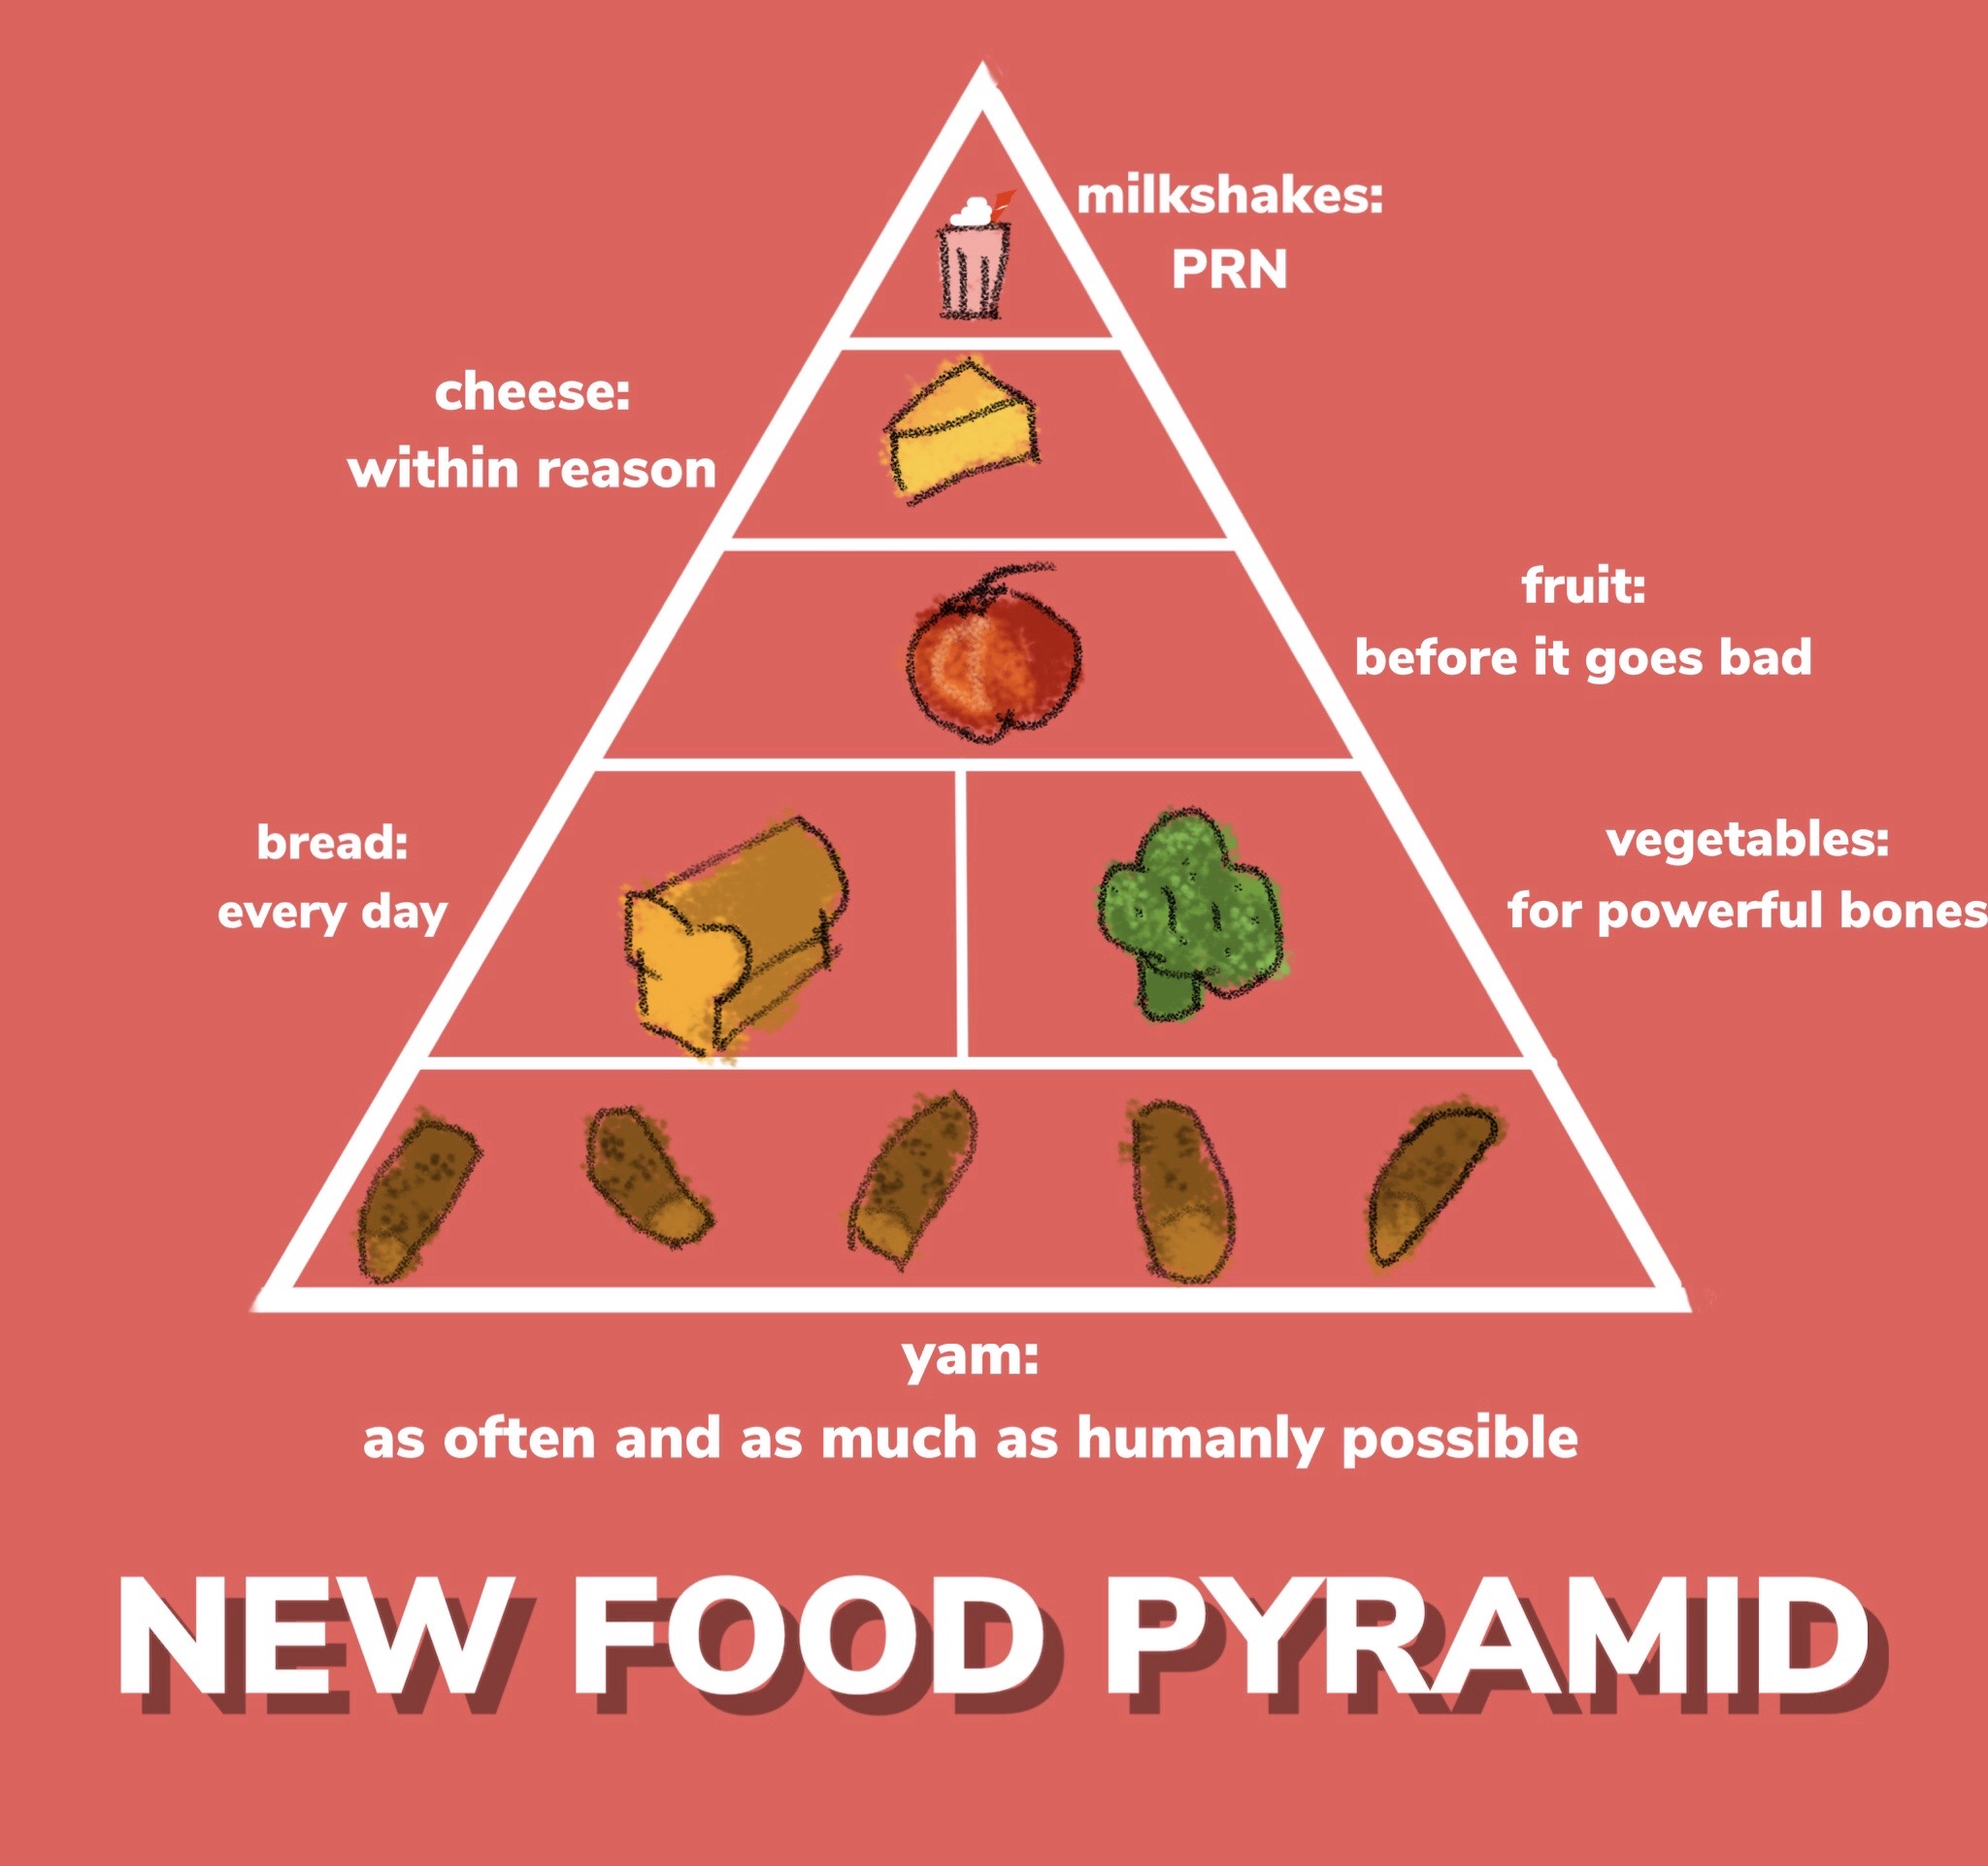 milkshakes:
PRN
cheese:
within reason
fruit:
before it goes bad
bread:
every day
vegetables:
for powerful bones
yam:
as often and as much as humanly possible
NEW FOOD PYRAMID